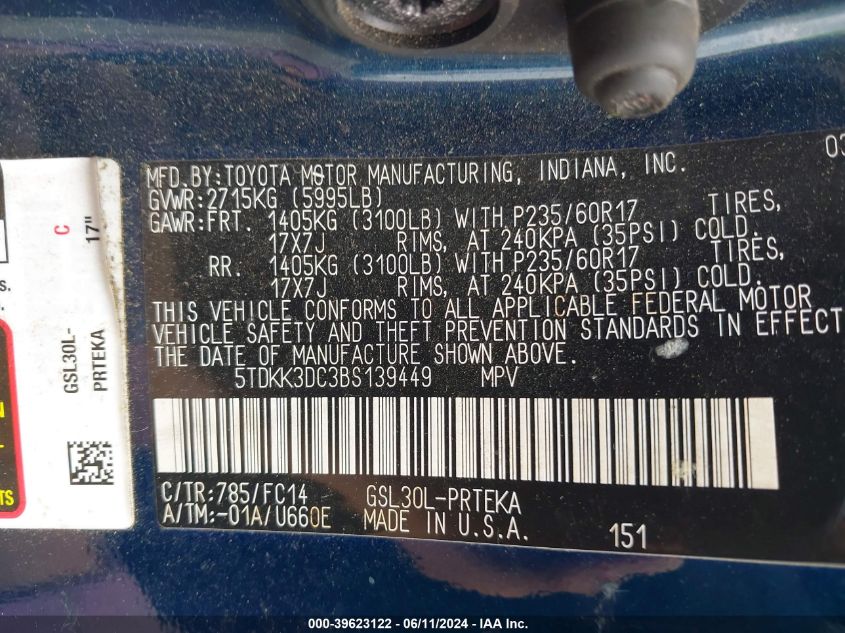 03
MFD.BY:TOYOTA MOTOR MANUFACTURING, INDIANA, INC.
GVWR:2715KG (5995LB)
GAWR:FRT. 1405KG (3100LB) WITH P235/60R17 TIRES,
17X7J RIMS, AT 240KPA (35PSI) COLD.
RR. 1405KG (3100LB) WITH P235/60R17 TIRES,
17X7J RIMS, AT 240KPA (35PSI) COLD.
THIS VEHICLE CONFORMS TO ALL APPLICABLE FEDERAL MOTOR
VEHICLE SAFETY AND THEFT PREVENTION STANDARDS IN EFFECT
THE DATE OF MANUFACTURE SHOWN ABOVE.
5TDKK3DC3BS139449 MPV
C/TR:785/FC14 GSL30L-PRTEKA
A/TM:-01A/U660E MADE IN U.S.A. 151
C
17"
GSL30L-
PRTEKA
000-39623122 - 06/11/2024 - IAA Inc.